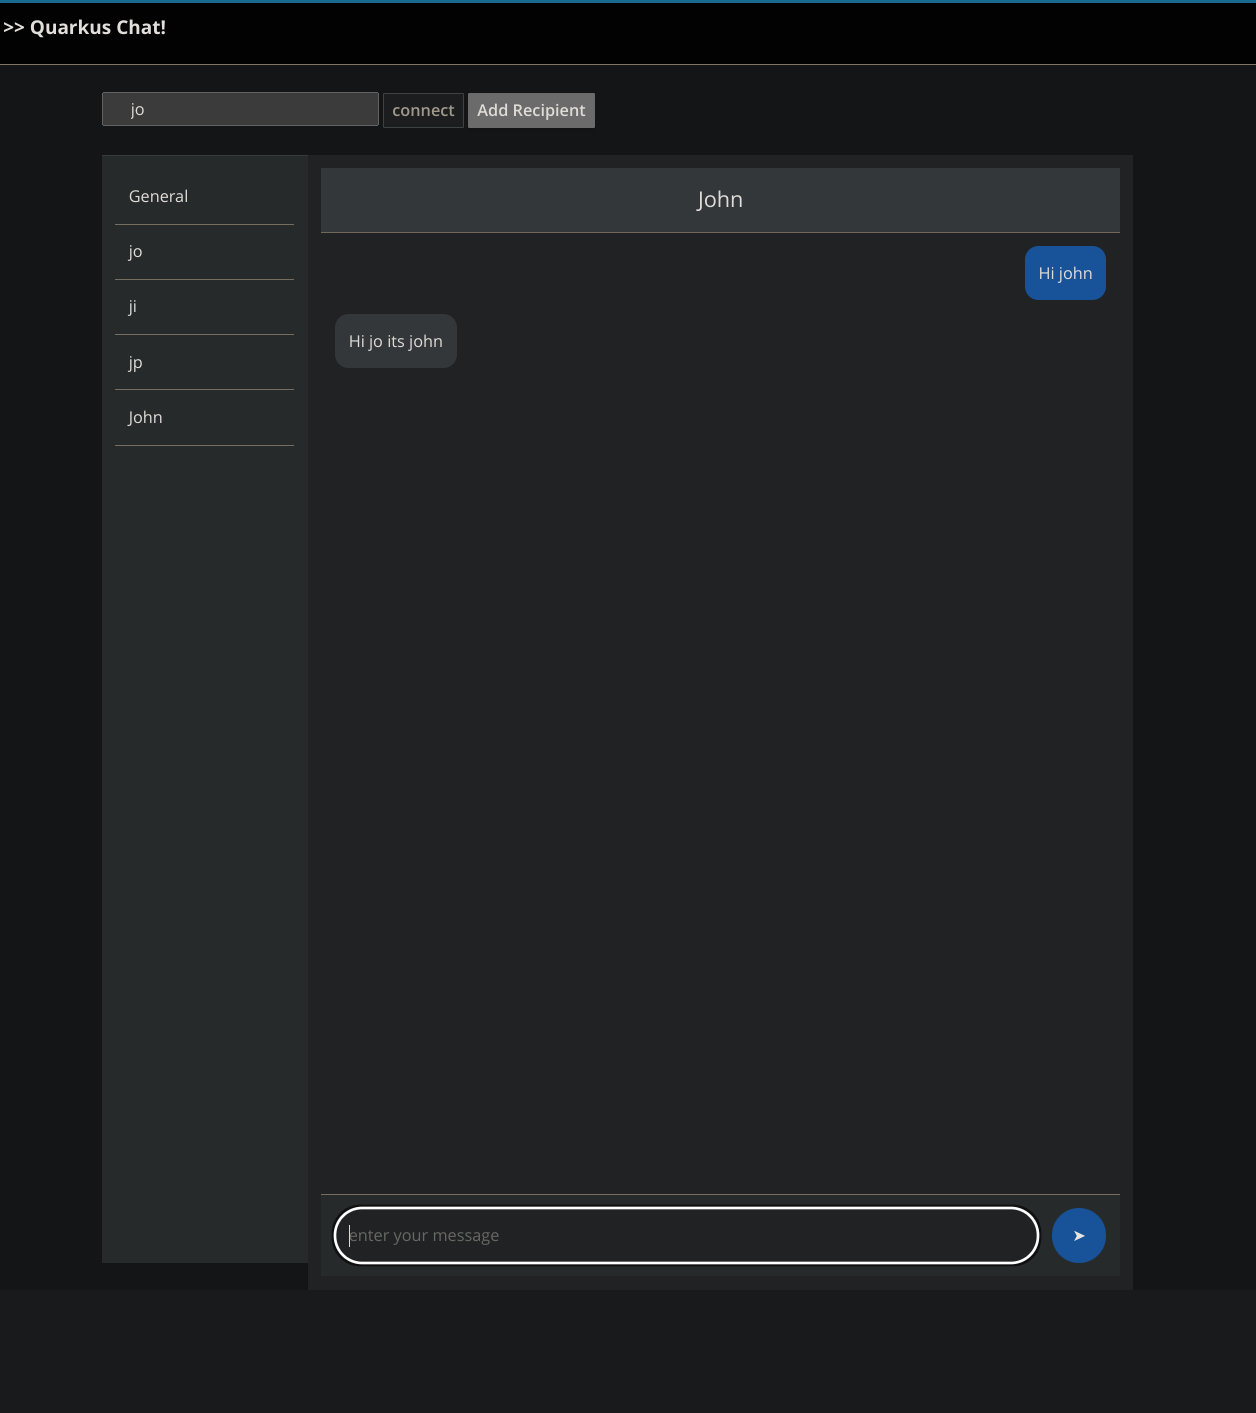 >> Quarkus Chat!
jo
connect
Add Recipient
General
jo
ji
jp
John
John
Hi john
Hi jo its john
enter your message